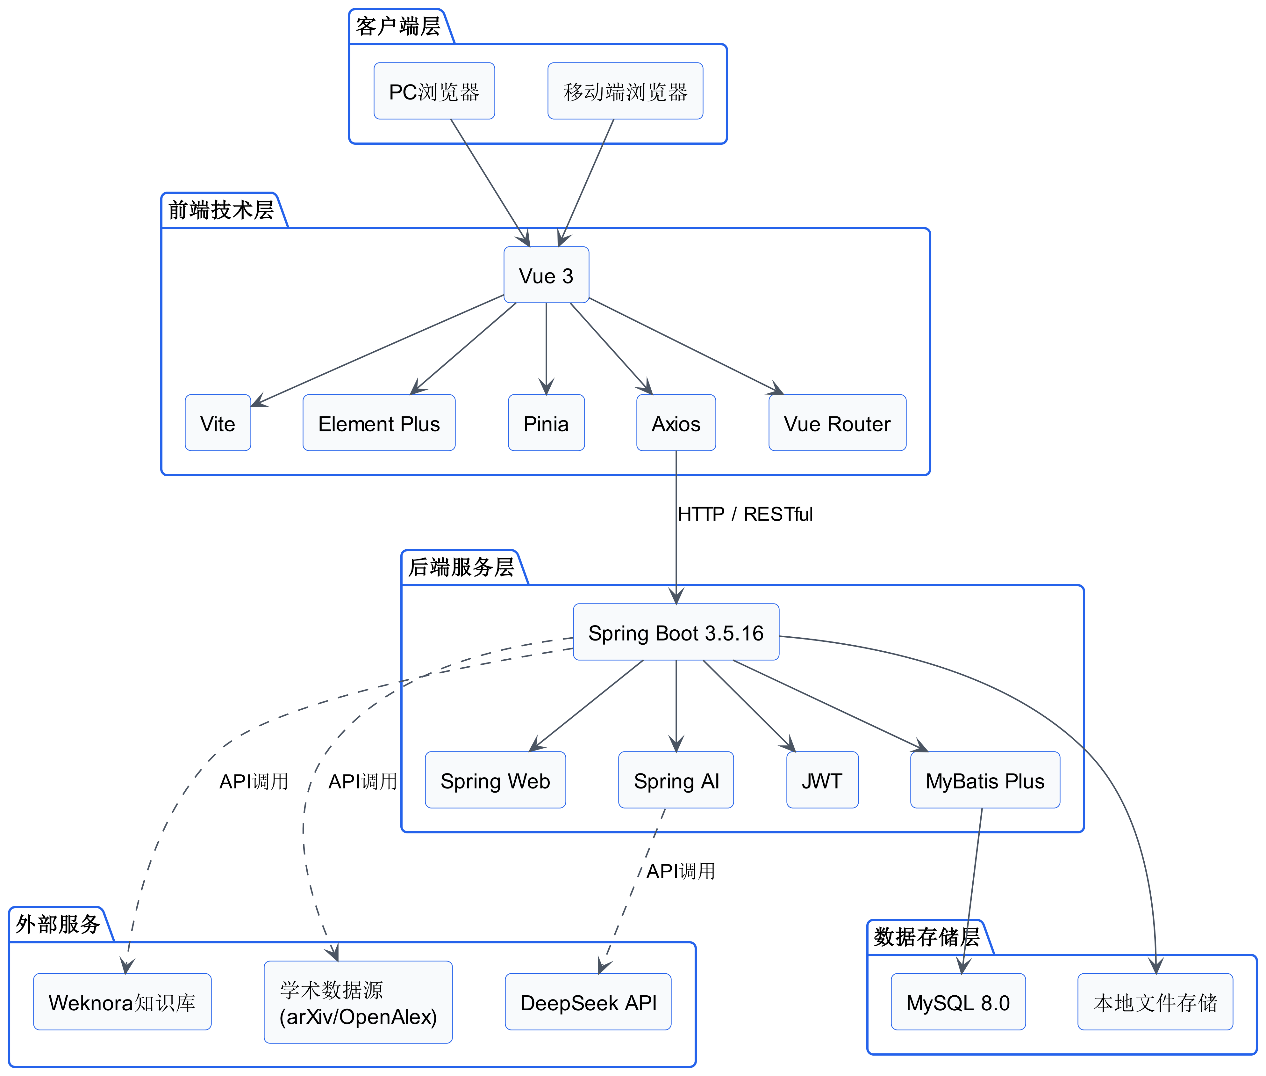 客户端层
PC浏览器
移动端浏览器
前端技术层
Vue 3
Vite
Element Plus
Pinia
Axios
Vue Router
HTTP / RESTful
后端服务层
Spring Boot 3.5.16
Spring Web
Spring AI
JWT
MyBatis Plus
API调用
API调用
API调用
外部服务
Weknora知识库
学术数据源
(arXiv/OpenAlex)
DeepSeek API
数据存储层
MySQL 8.0
本地文件存储